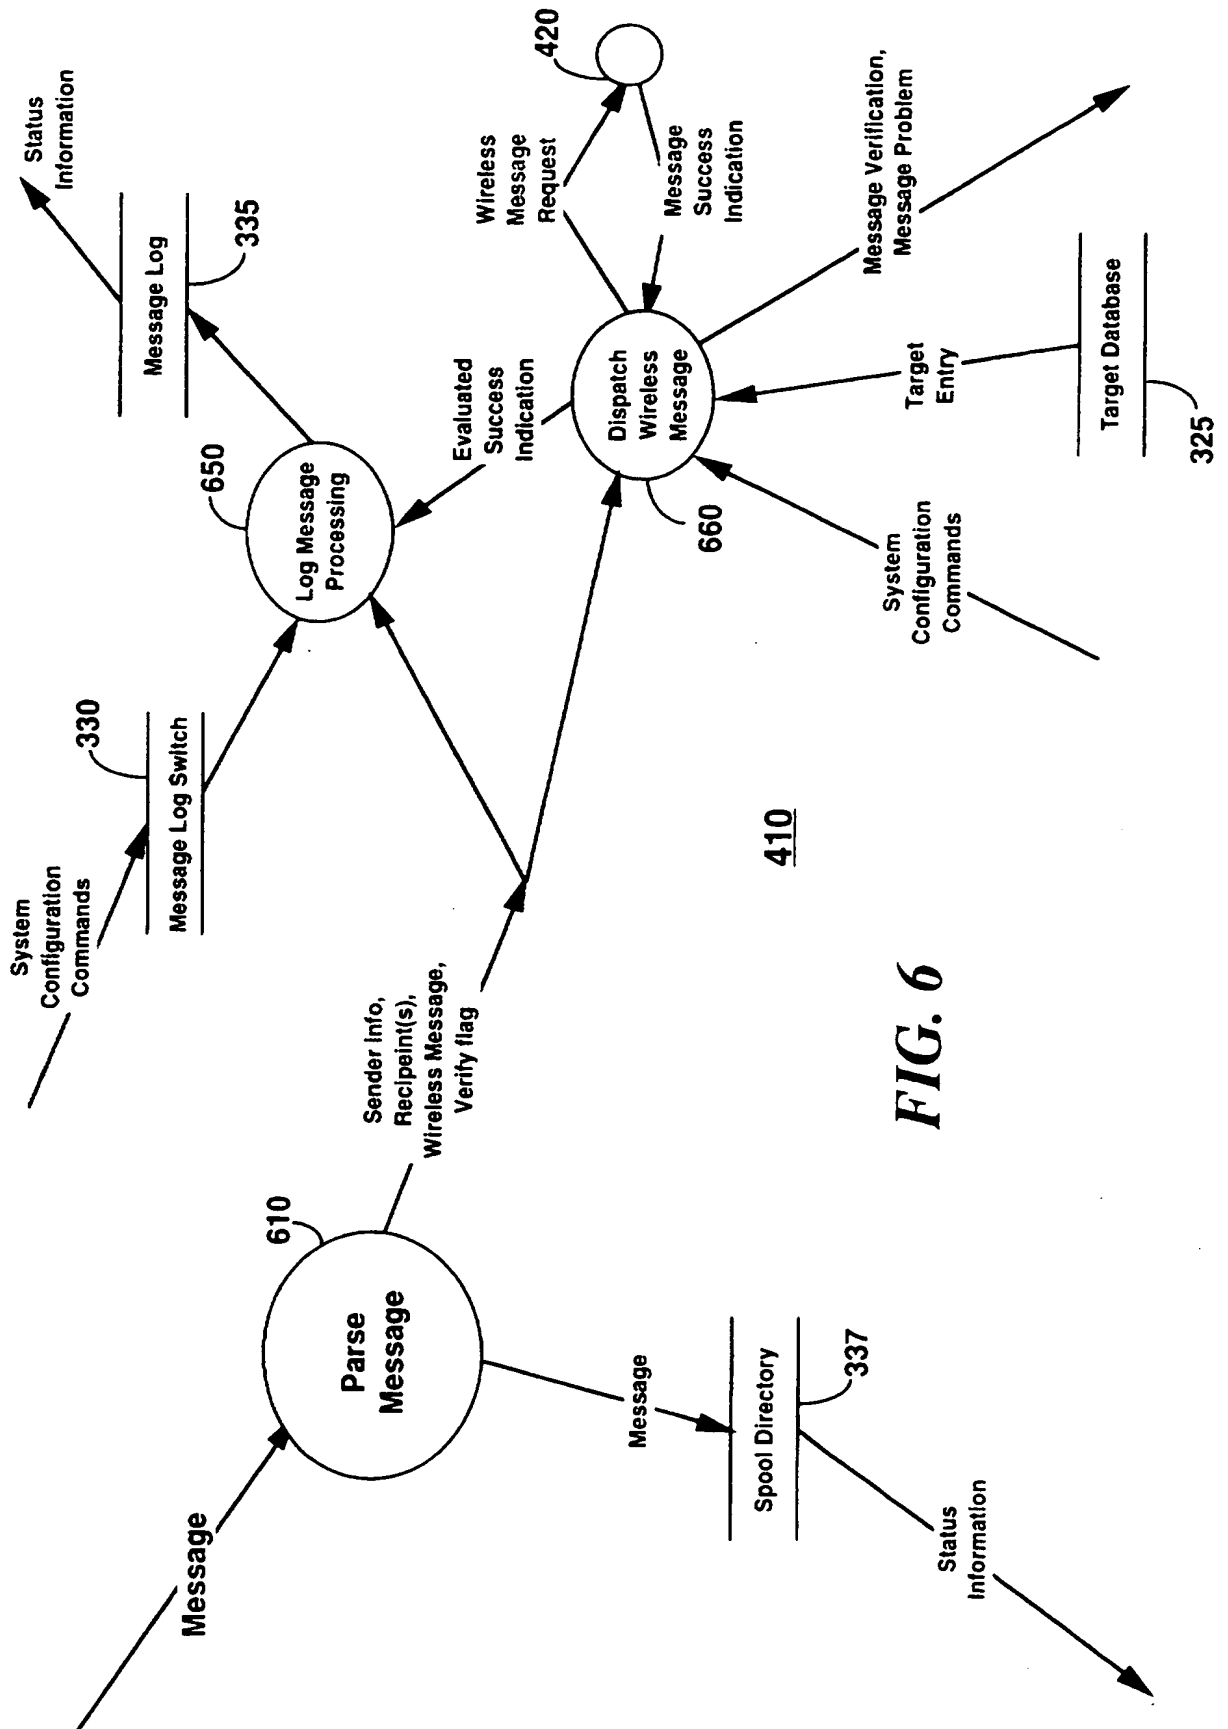 Message
Parse
Message
610
Message
Spool Directory
337
Status
Information
Sender Info,
Recipeint(s),
Wireless Message,
Verify flag
System
Configuration
Commands
330
Message Log Switch
650
Log Message
Processing
Message Log
335
Status
Information
Evaluated
Success
Indication
Dispatch
Wireless
Message
660
Wireless
Message
Request
420
Message
Success
Indication
Message Verification,
Message Problem
Target
Entry
Target Database
325
System
Configuration
Commands
410
FIG. 6